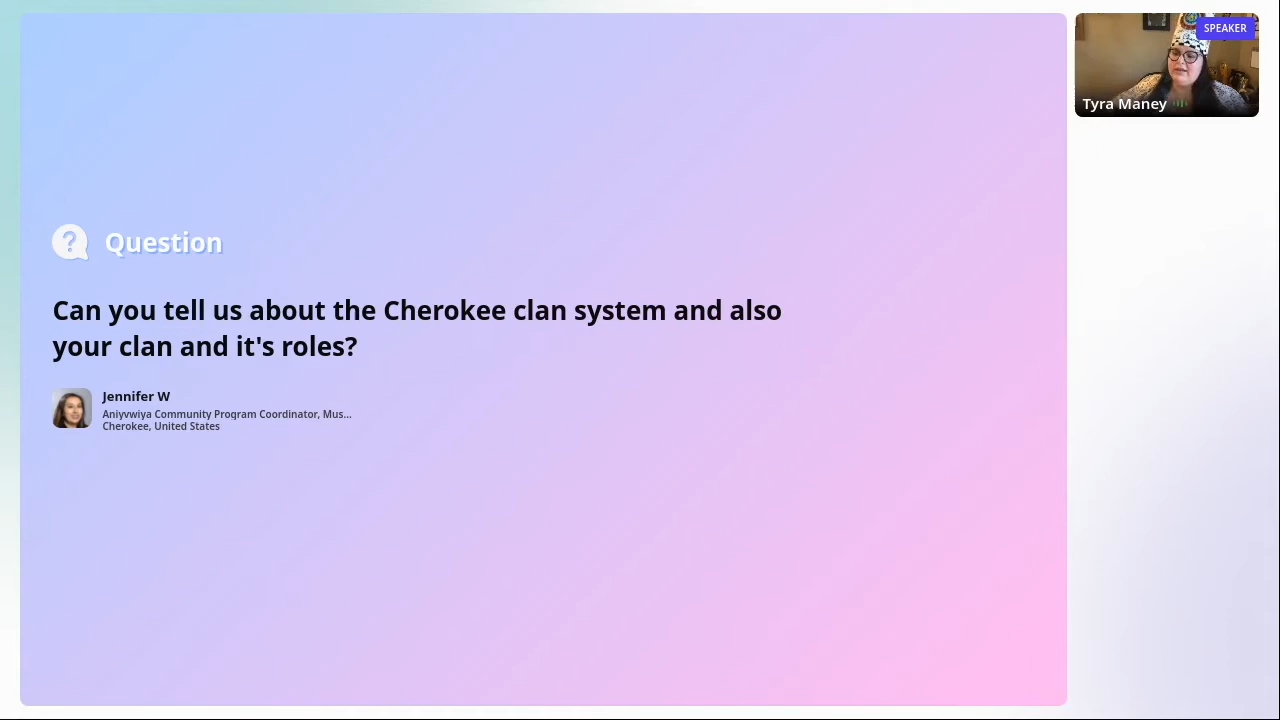 SPEAKER
Tyra Maney
Question
Can you tell us about the Cherokee clan system and also
your clan and it's roles?
Jennifer W
Aniyvwiya Community Program Coordinator, Mus...
Cherokee, United States